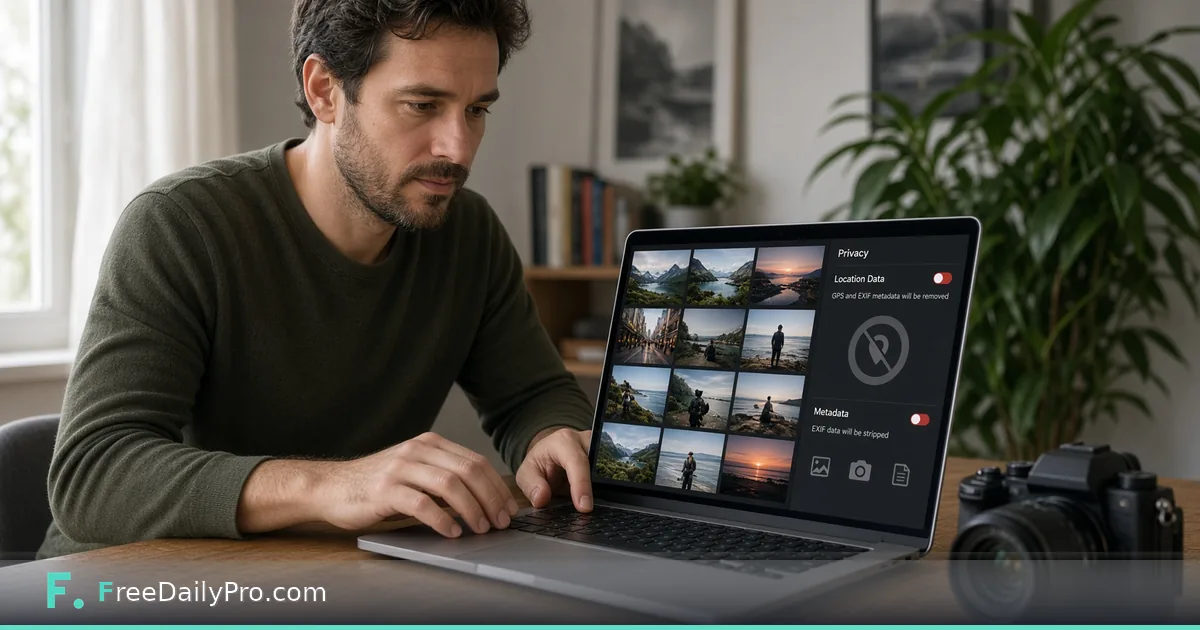 Privacy
Location Data
GPS and EXIF metadata will be removed
Metadata
EXIF data will be stripped
F. FreeDailyPro.com